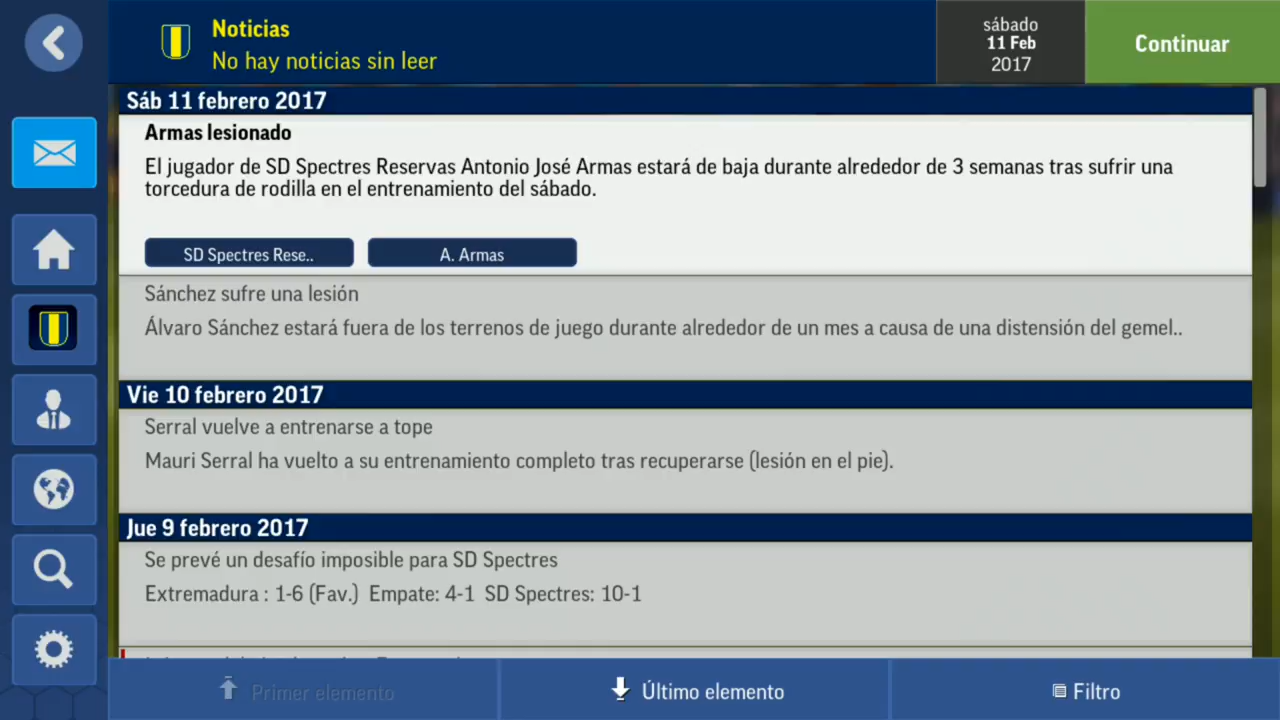 Noticias
No hay noticias sin leer
sábado
11 Feb
2017
Continuar
Sáb 11 febrero 2017
Armas lesionado
El jugador de SD Spectres Reservas Antonio José Armas estará de baja durante alrededor de 3 semanas tras sufrir una
torcedura de rodilla en el entrenamiento del sábado.
SD Spectres Rese..
A. Armas
Sánchez sufre una lesión
Álvaro Sánchez estará fuera de los terrenos de juego durante alrededor de un mes a causa de una distensión del gemel..
Vie 10 febrero 2017
Serral vuelve a entrenarse a tope
Mauri Serral ha vuelto a su entrenamiento completo tras recuperarse (lesión en el pie).
Jue 9 febrero 2017
Se prevé un desafío imposible para SD Spectres
Extremadura : 1-6 (Fav.) Empate: 4-1 SD Spectres: 10-1
Primer elemento
Último elemento
Filtro